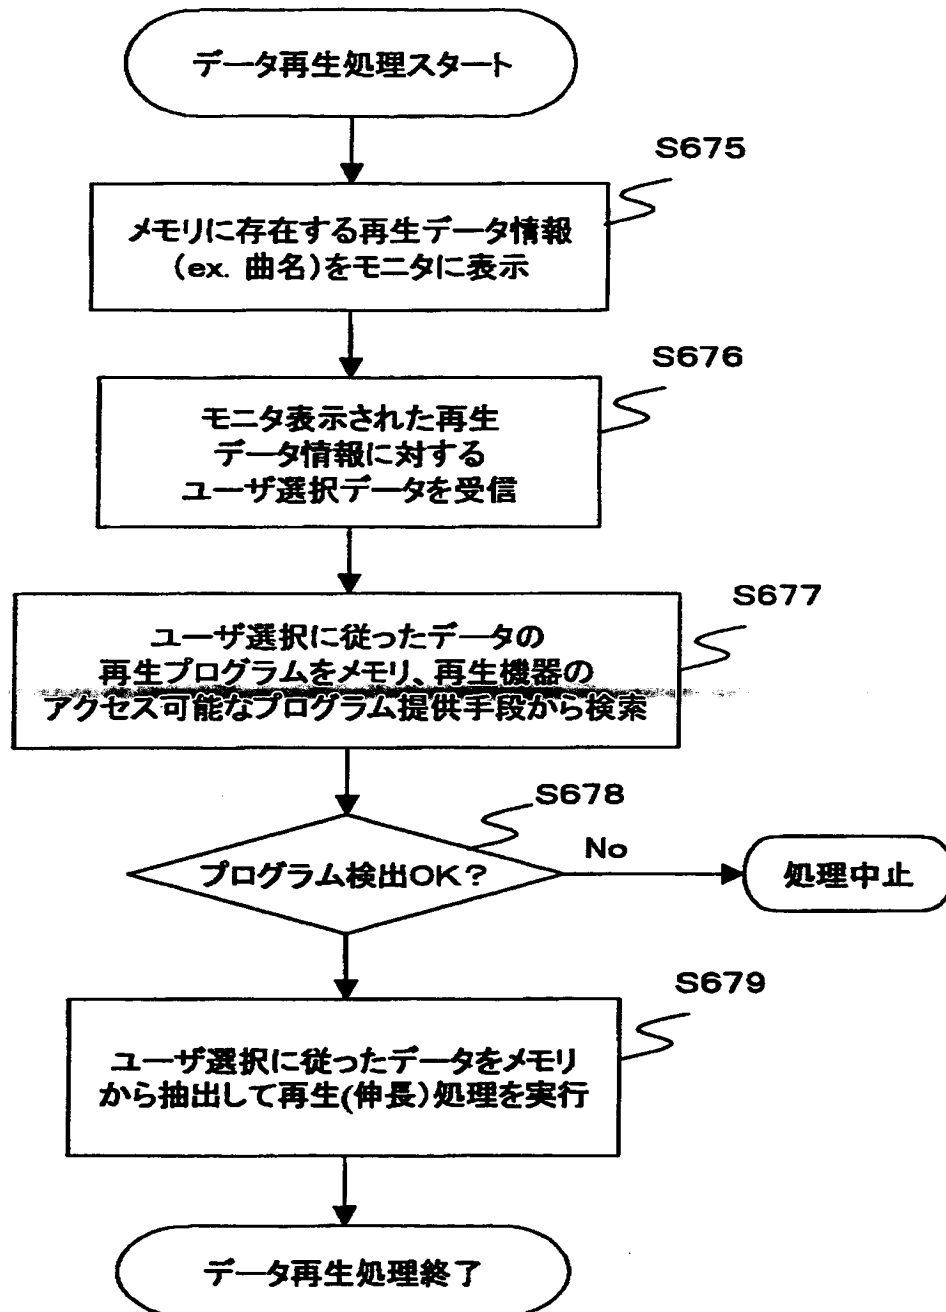 データ再生処理スタート
S675
メモリに存在する再生データ情報
(ex. 曲名)をモニタに表示
S676
モニタ表示された再生
データ情報に対する
ユーザ選択データを受信
S677
ユーザ選択に従ったデータの
再生プログラムをメモリ、再生機器の
アクセス可能なプログラム提供手段から検索
S678
プログラム検出OK?
No
処理中止
S679
ユーザ選択に従ったデータをメモリ
から抽出して再生(伸長)処理を実行
データ再生処理終了